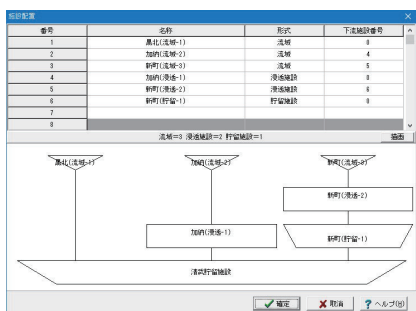 施設配置
番号 名称 形式 下流施設番号
1 黒北(流域-1) 流域 0
2 加納(流域-2) 流域 4
3 新町(流域-3) 流域 5
4 加納(浸透-1) 浸透施設 0
5 新町(浸透-2) 浸透施設 6
6 新町(貯留-1) 貯留施設 0
7
8
流域=3 浸透施設=2 貯留施設=1 描画
黒北(流域-1) 加納(流域-2) 新町(流域-3)
新町(浸透-2)
加納(浸透-1) 新町(貯留-1)
清武貯留施設
確定 取消 ヘルプ(H)